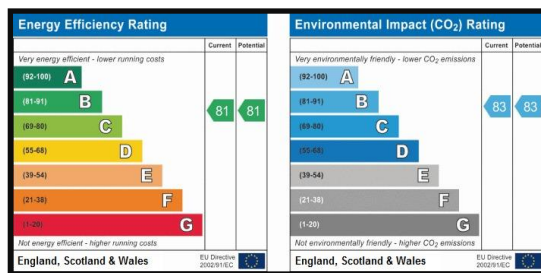 Energy Efficiency Rating
Current Potential
Very energy efficient - lower running costs
(92-100) A
(81-91) B
81 81
(69-80) C
(55-68) D
(39-54) E
(21-38) F
(1-20) G
Not energy efficient - higher running costs
England, Scotland & Wales
EU Directive
2002/91/EC
Environmental Impact (CO₂) Rating
Current Potential
Very environmentally friendly - lower CO₂ emissions
(92-100) A
(81-91) B
83 83
(69-80) C
(55-68) D
(39-54) E
(21-38) F
(1-20) G
Not environmentally friendly - higher CO₂ emissions
England, Scotland & Wales
EU Directive
2002/91/EC